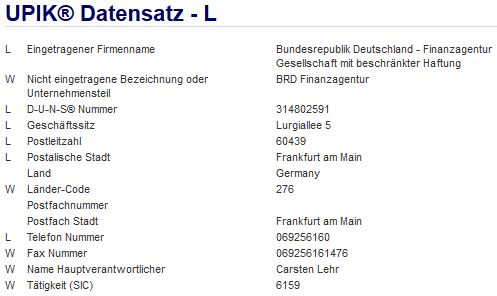 UPIK® Datensatz - L
L Eingetragener Firmenname Bundesrepublik Deutschland - Finanzagentur
Gesellschaft mit beschränkter Haftung
W Nicht eingetragene Bezeichnung oder BRD Finanzagentur
Unternehmensteil
L D-U-N-S® Nummer 314802591
L Geschäftssitz Lurgiallee 5
L Postleitzahl 60439
L Postalische Stadt Frankfurt am Main
Land Germany
W Länder-Code 276
Postfachnummer
Postfach Stadt Frankfurt am Main
L Telefon Nummer 069256160
W Fax Nummer 069256161476
W Name Hauptverantwortlicher Carsten Lehr
W Tätigkeit (SIC) 6159